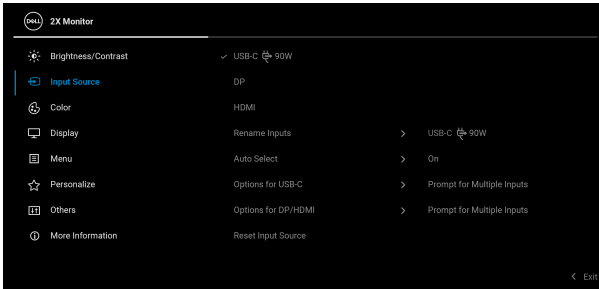 DELL 2X Monitor
Brightness/Contrast USB-C 90W
Input Source DP
Color HDMI
Display Rename Inputs USB-C 90W
Menu Auto Select On
Personalize Options for USB-C Prompt for Multiple Inputs
Others Options for DP/HDMI Prompt for Multiple Inputs
More Information Reset Input Source
Exit